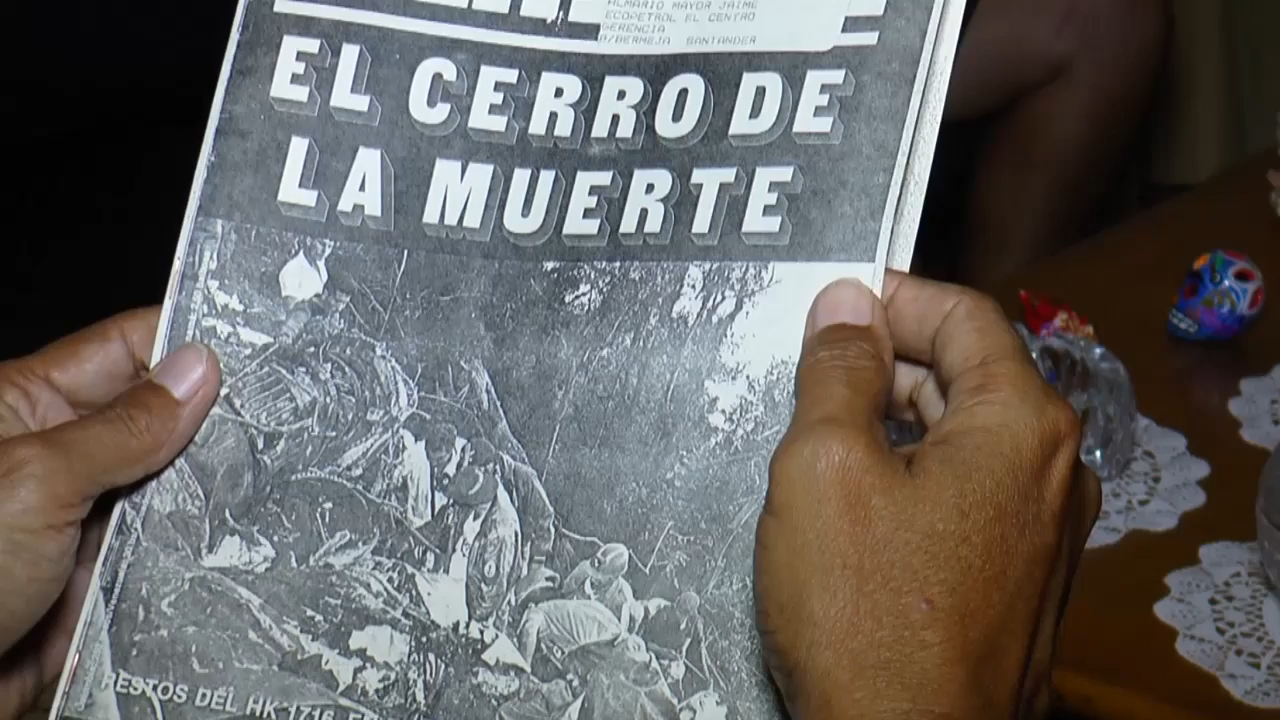 ALMARIO MAYOR JAIME
ECOPETROL EL CENTRO
GERENCIA
B/BERMEJA SANTANDER
EL CERRO DE
LA MUERTE
RESTOS DEL HK 1716